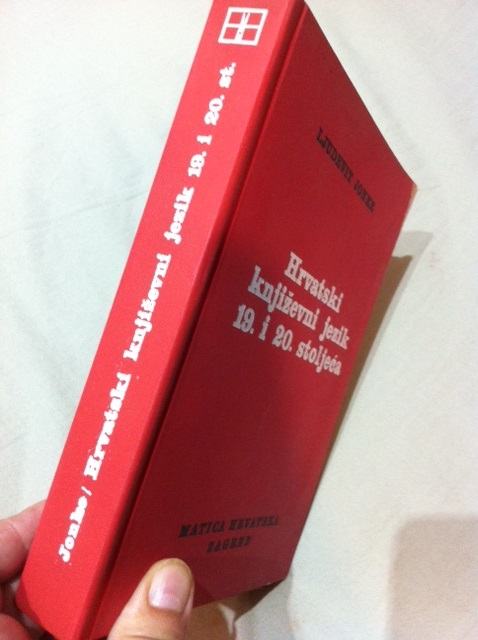 Jonke / Hrvatski književni jezik 19. i 20. st.
LJUDEVIT JONKE
Hrvatski
književni jezik
19. i 20. stoljeća
MATICA HRVATSKA
ZAGREB